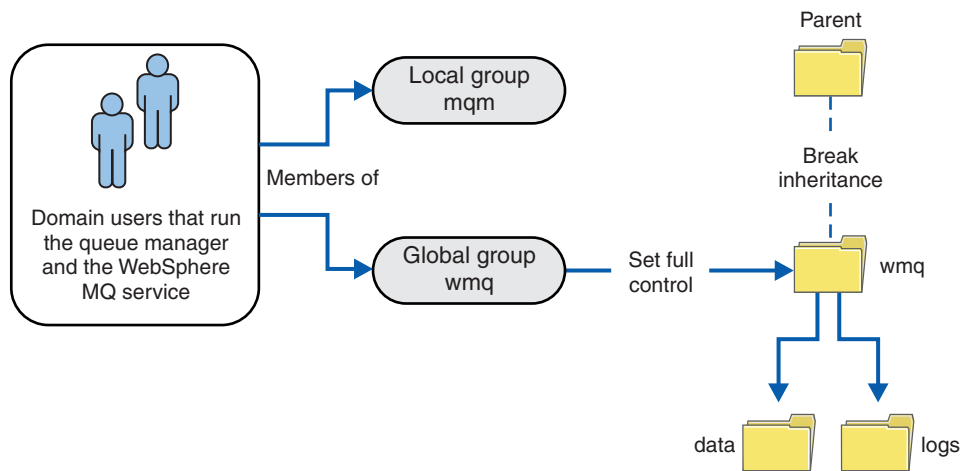 Parent
Local group
mqm
Members of
Break
inheritance
Domain users that run
the queue manager
and the WebSphere
MQ service
Global group
wmq
Set full
control
wmq
data
logs